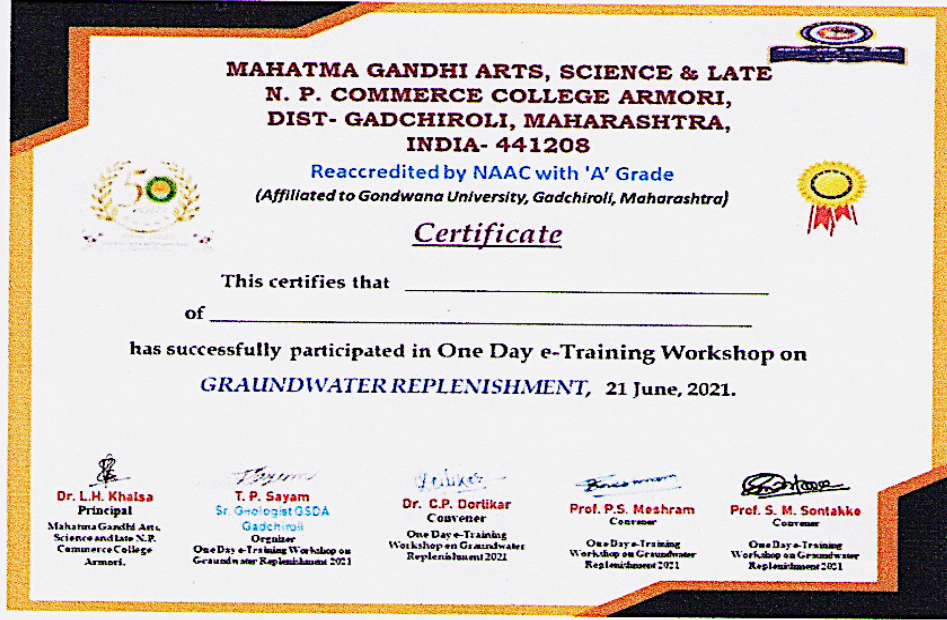 MAHATMA GANDHI ARTS, SCIENCE & LATE
N. P. COMMERCE COLLEGE ARMORI,
DIST- GADCHIROLI, MAHARASHTRA,
INDIA- 441208
Reaccredited by NAAC with 'A' Grade
(Affiliated to Gondwana University, Gadchiroli, Maharashtra)
50
Certificate
This certifies that
of
has successfully participated in One Day e-Training Workshop on
GRAUNDWATER REPLENISHMENT, 21 June, 2021.
Dr. L.H. Khalsa
Principal
Mahatma Gandhi Arts,
Science and late N.P.
Commerce College
Armori.
T. P. Sayam
Sr. Geologist GSDA
Gadchiroli
Orgnizer
One Day e-Training Workshop on
Graundwater Replenishment 2021
Dr. C.P. Dorlikar
Convener
One Day e-Training
Workshop on Graundwater
Replenishment 2021
Prof. P.S. Meshram
Convener
One Day e-Training
Workshop on Graundwater
Replenishment 2021
Prof. S. M. Sontakke
Convener
One Day e-Training
Workshop on Graundwater
Replenishment 2021